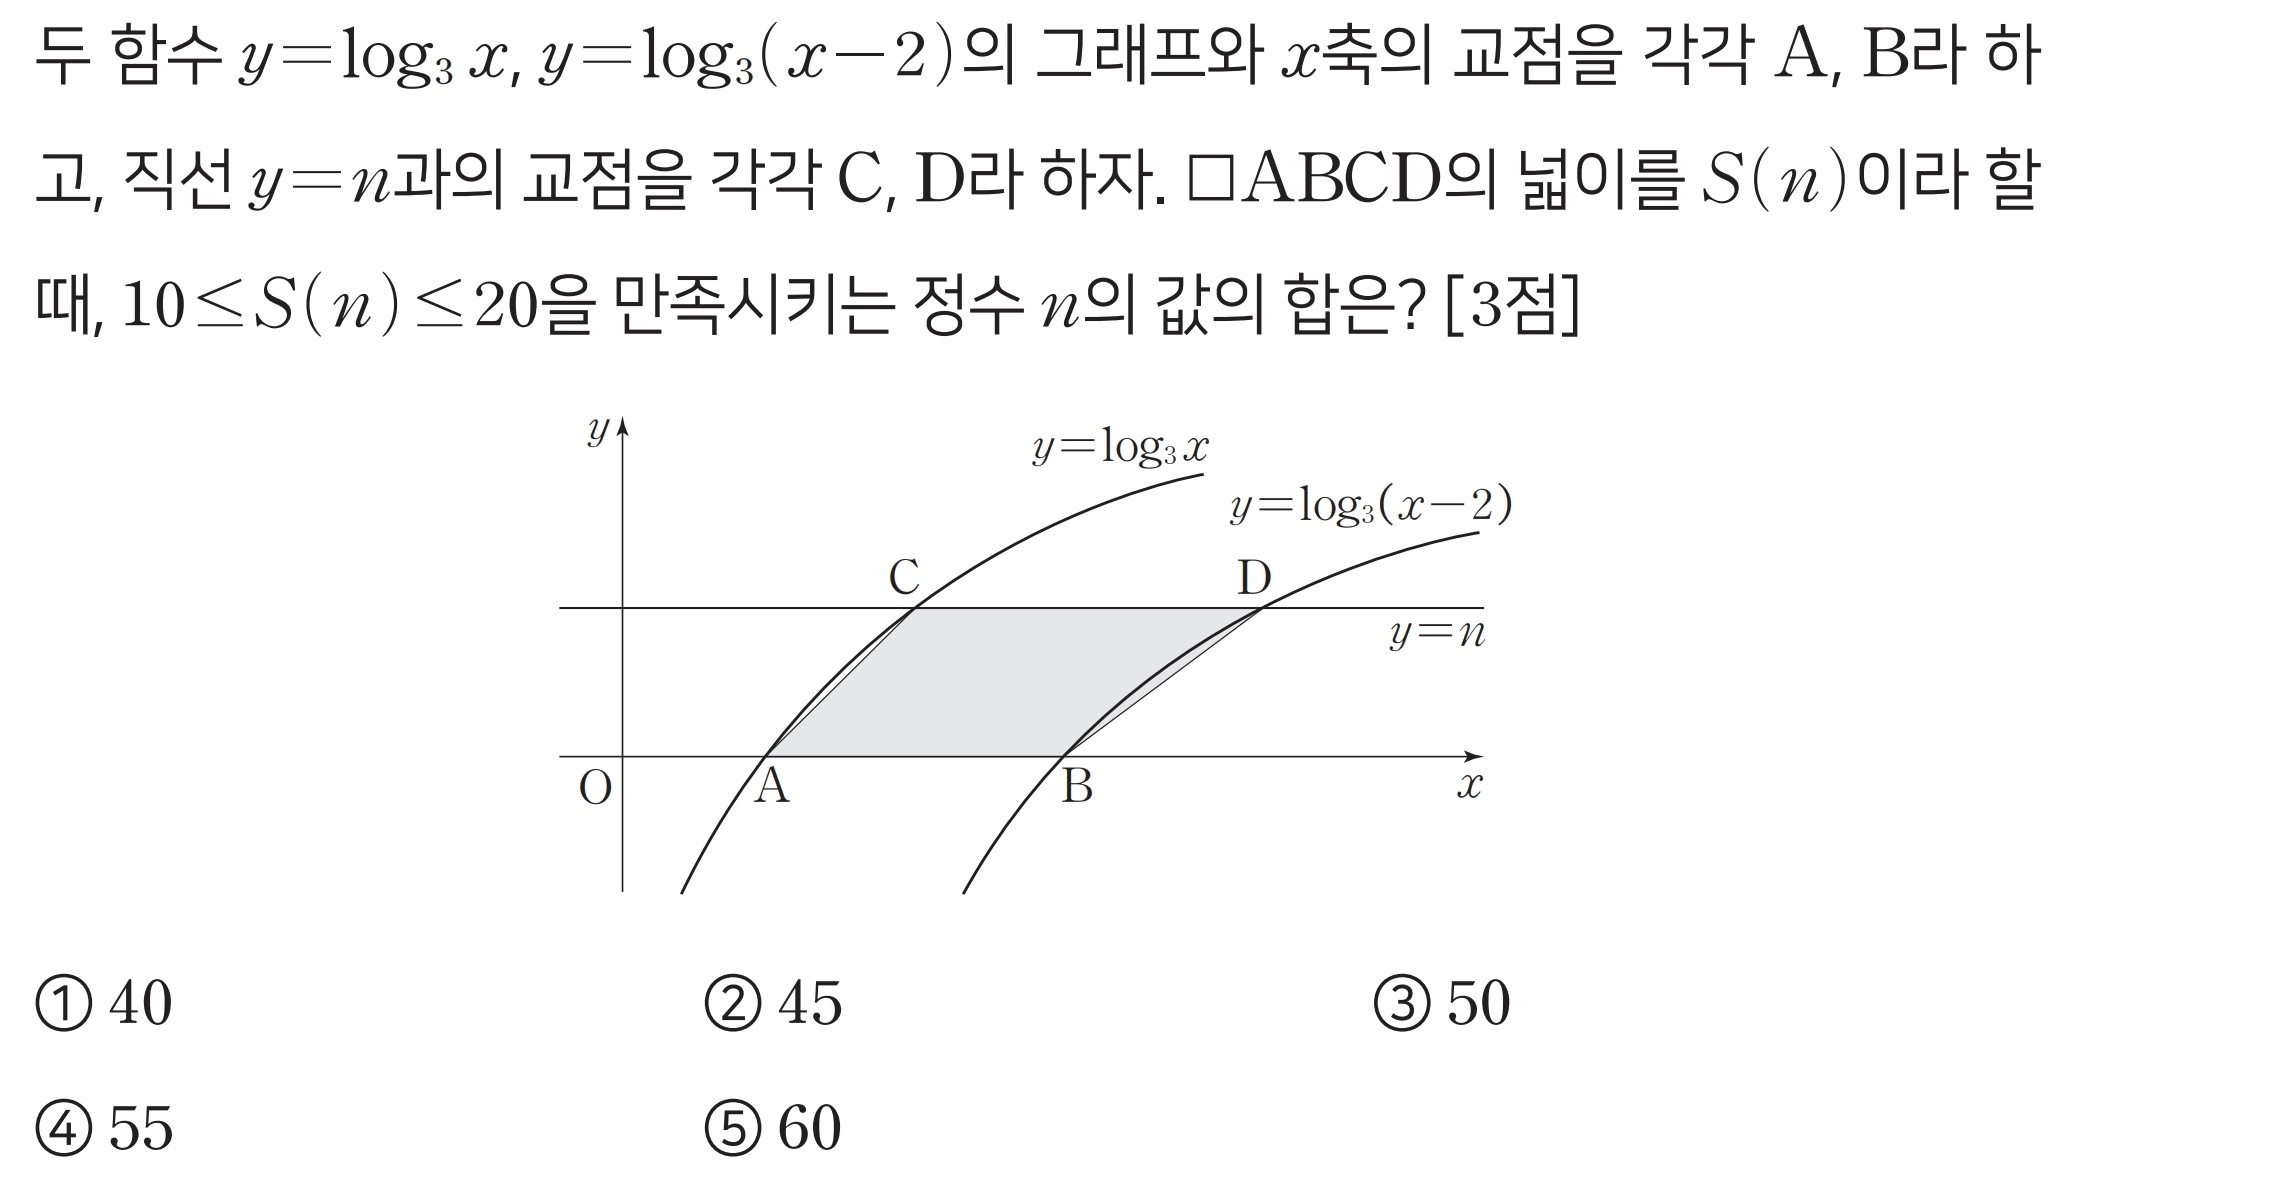 두 함수 y=log₃ x, y=log₃(x−2)의 그래프와 x축의 교점을 각각 A, B라 하
고, 직선 y=n과의 교점을 각각 C, D라 하자. □ABCD의 넓이를 S(n)이라 할
때, 10≤S(n)≤20을 만족시키는 정수 n의 값의 합은? [3점]
y
y=log₃x
y=log₃(x−2)
C D
y=n
O A B x
① 40 ② 45 ③ 50
④ 55 ⑤ 60